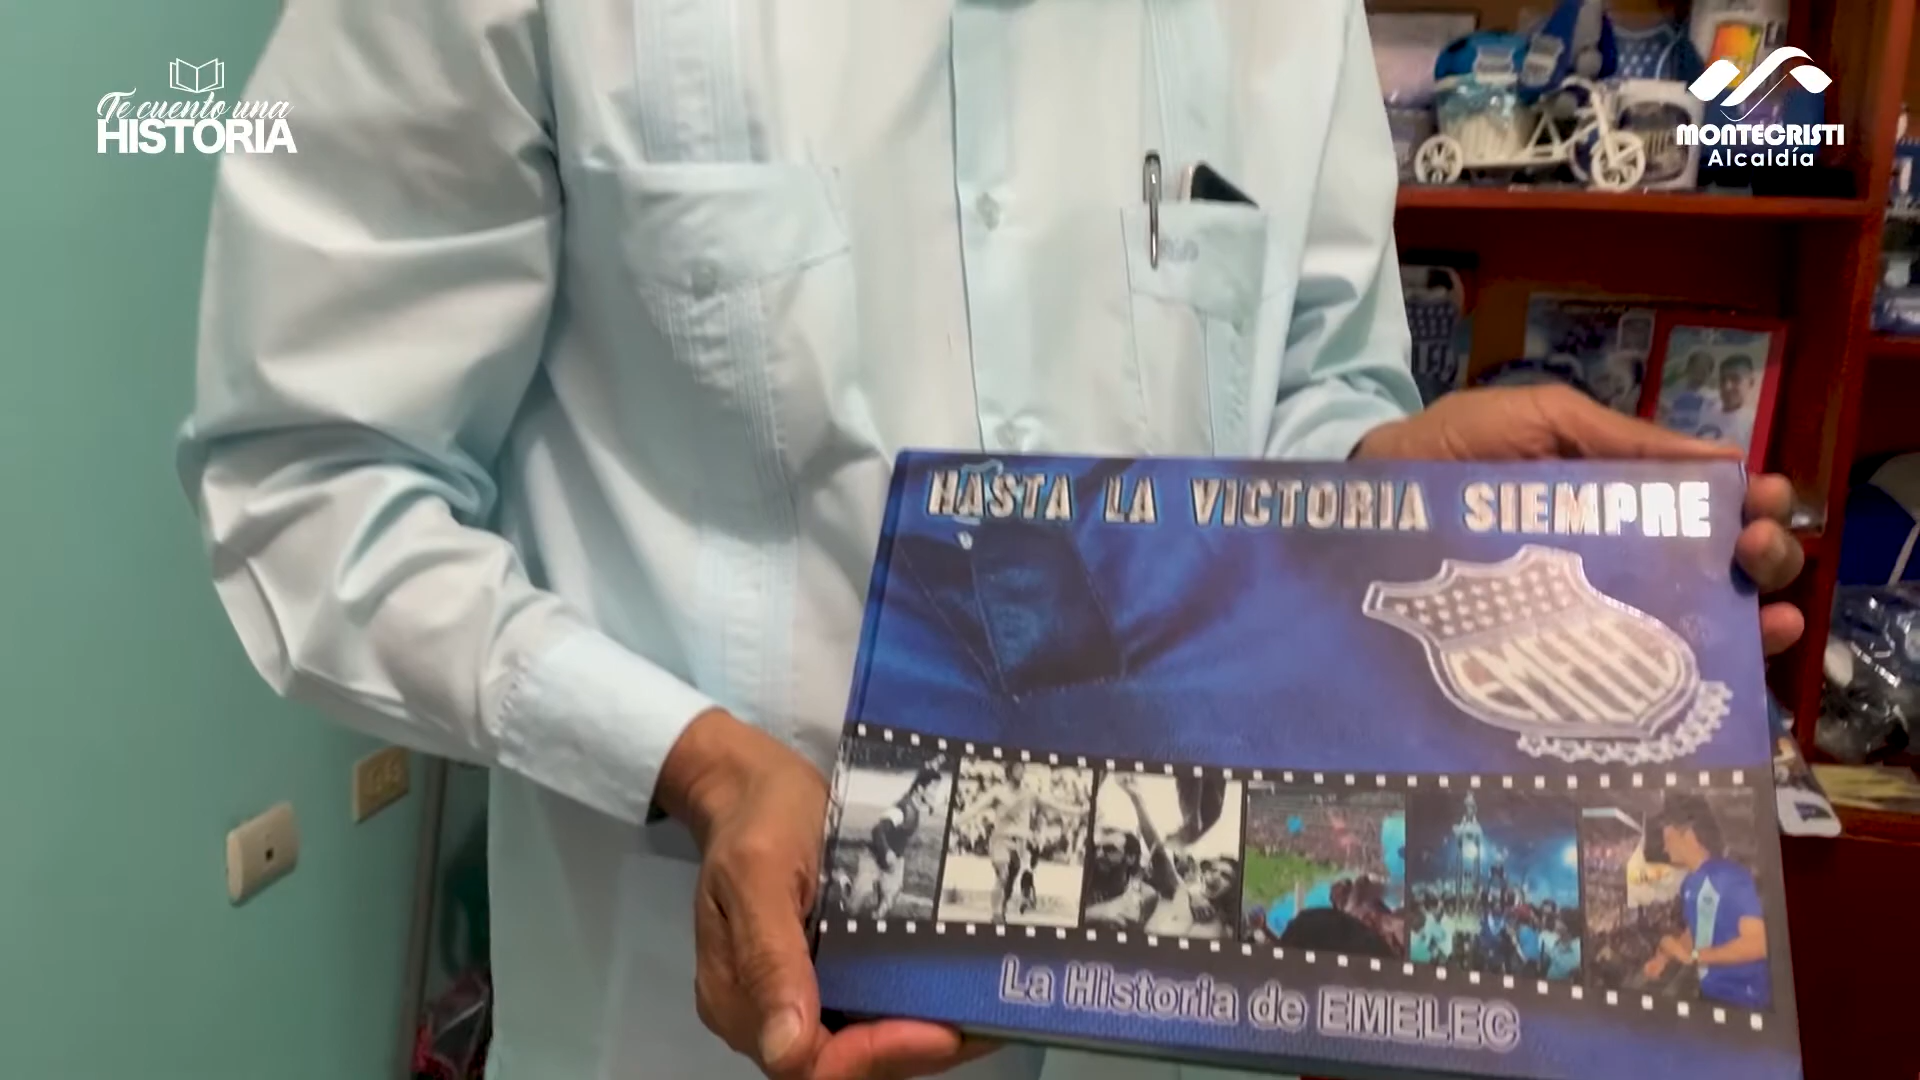 Te cuento una
HISTORIA
MONTECRISTI
Alcaldía
HASTA LA VICTORIA SIEMPRE
EMELEC
La Historia de EMELEC